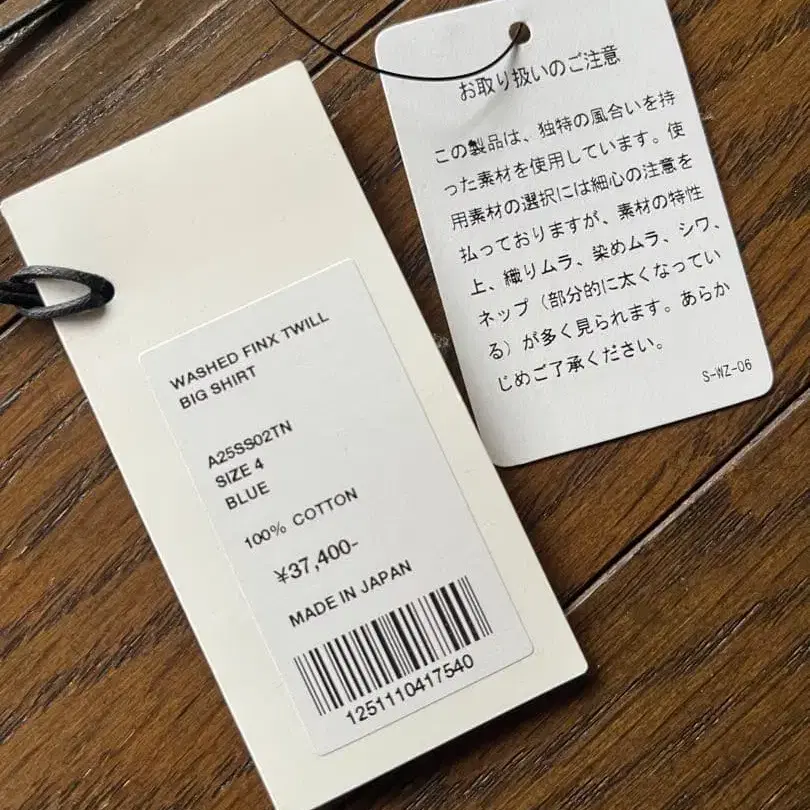 WASHED FINX TWILL
BIG SHIRT
A25SS02TN
SIZE 4
BLUE
100% COTTON
¥37,400-
MADE IN JAPAN
1251110417540
お取り扱いのご注意
この製品は、独特の風合いを持
った素材を使用しています。使
用素材の選択には細心の注意を
払っておりますが、素材の特性
上、織りムラ、染めムラ、シワ、
ネップ（部分的に太くなってい
る）が多く見られます。あらか
じめご了承ください。
S-WZ-06